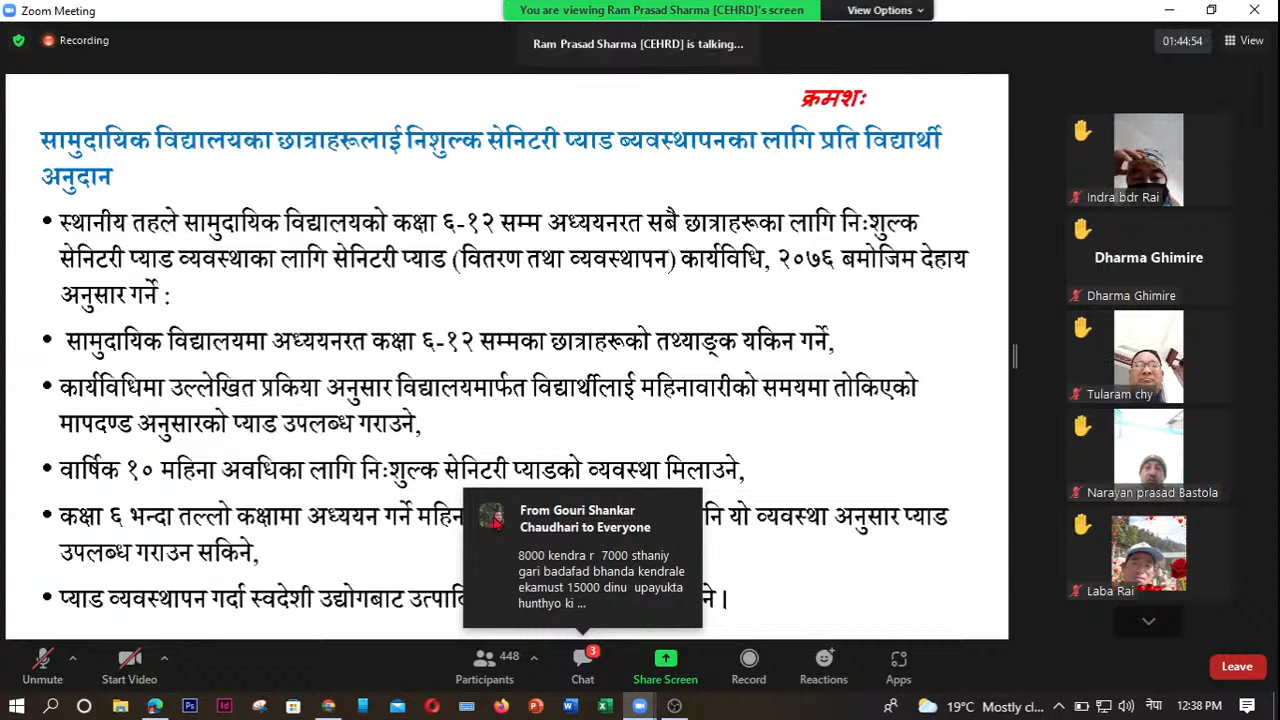 Zoom Meeting
You are viewing Ram Prasad Sharma [CEHRD]'s screen
View Options
Recording
Ram Prasad Sharma [CEHRD] is talking...
01:44:54
View
क्रमशः
सामुदायिक विद्यालयका छात्राहरूलाई निशुल्क सेनिटरी प्याड ब्यवस्थापनका लागि प्रति विद्यार्थी
अनुदान
• स्थानीय तहले सामुदायिक विद्यालयको कक्षा ६-१२ सम्म अध्ययनरत सबै छात्राहरूका लागि निःशुल्क
सेनिटरी प्याड व्यवस्थाका लागि सेनिटरी प्याड (वितरण तथा व्यवस्थापन) कार्यविधि, २०७६ बमोजिम देहाय
अनुसार गर्ने :
• सामुदायिक विद्यालयमा अध्ययनरत कक्षा ६-१२ सम्मका छात्राहरूको तथ्याङ्क यकिन गर्ने,
• कार्यविधिमा उल्लेखित प्रकिया अनुसार विद्यालयमार्फत विद्यार्थीलाई महिनावारीको समयमा तोकिएको
मापदण्ड अनुसारको प्याड उपलब्ध गराउने,
• वार्षिक १० महिना अवधिका लागि निःशुल्क सेनिटरी प्याडको व्यवस्था मिलाउने,
• कक्षा ६ भन्दा तल्लो कक्षामा अध्ययन गर्ने यो व्यवस्था अनुसार प्याड
उपलब्ध गराउन सकिने,
• प्याड व्यवस्थापन गर्दा स्वदेशी उद्योगबाट
From Gouri Shankar
Chaudhari to Everyone
8000 kendra r 7000 sthaniy
gari badafad bhanda kendrale
ekamust 15000 dinu upayukta
hunthyo ki ...
Indra bdr Rai
Dharma Ghimire
Dharma Ghimire
Tularam chy
Narayan prasad Bastola
Laba Rai
Unmute
Start Video
448
Participants
3
Chat
Share Screen
Record
Reactions
Apps
Leave
19°C Mostly cl...
नेपा
12:38 PM